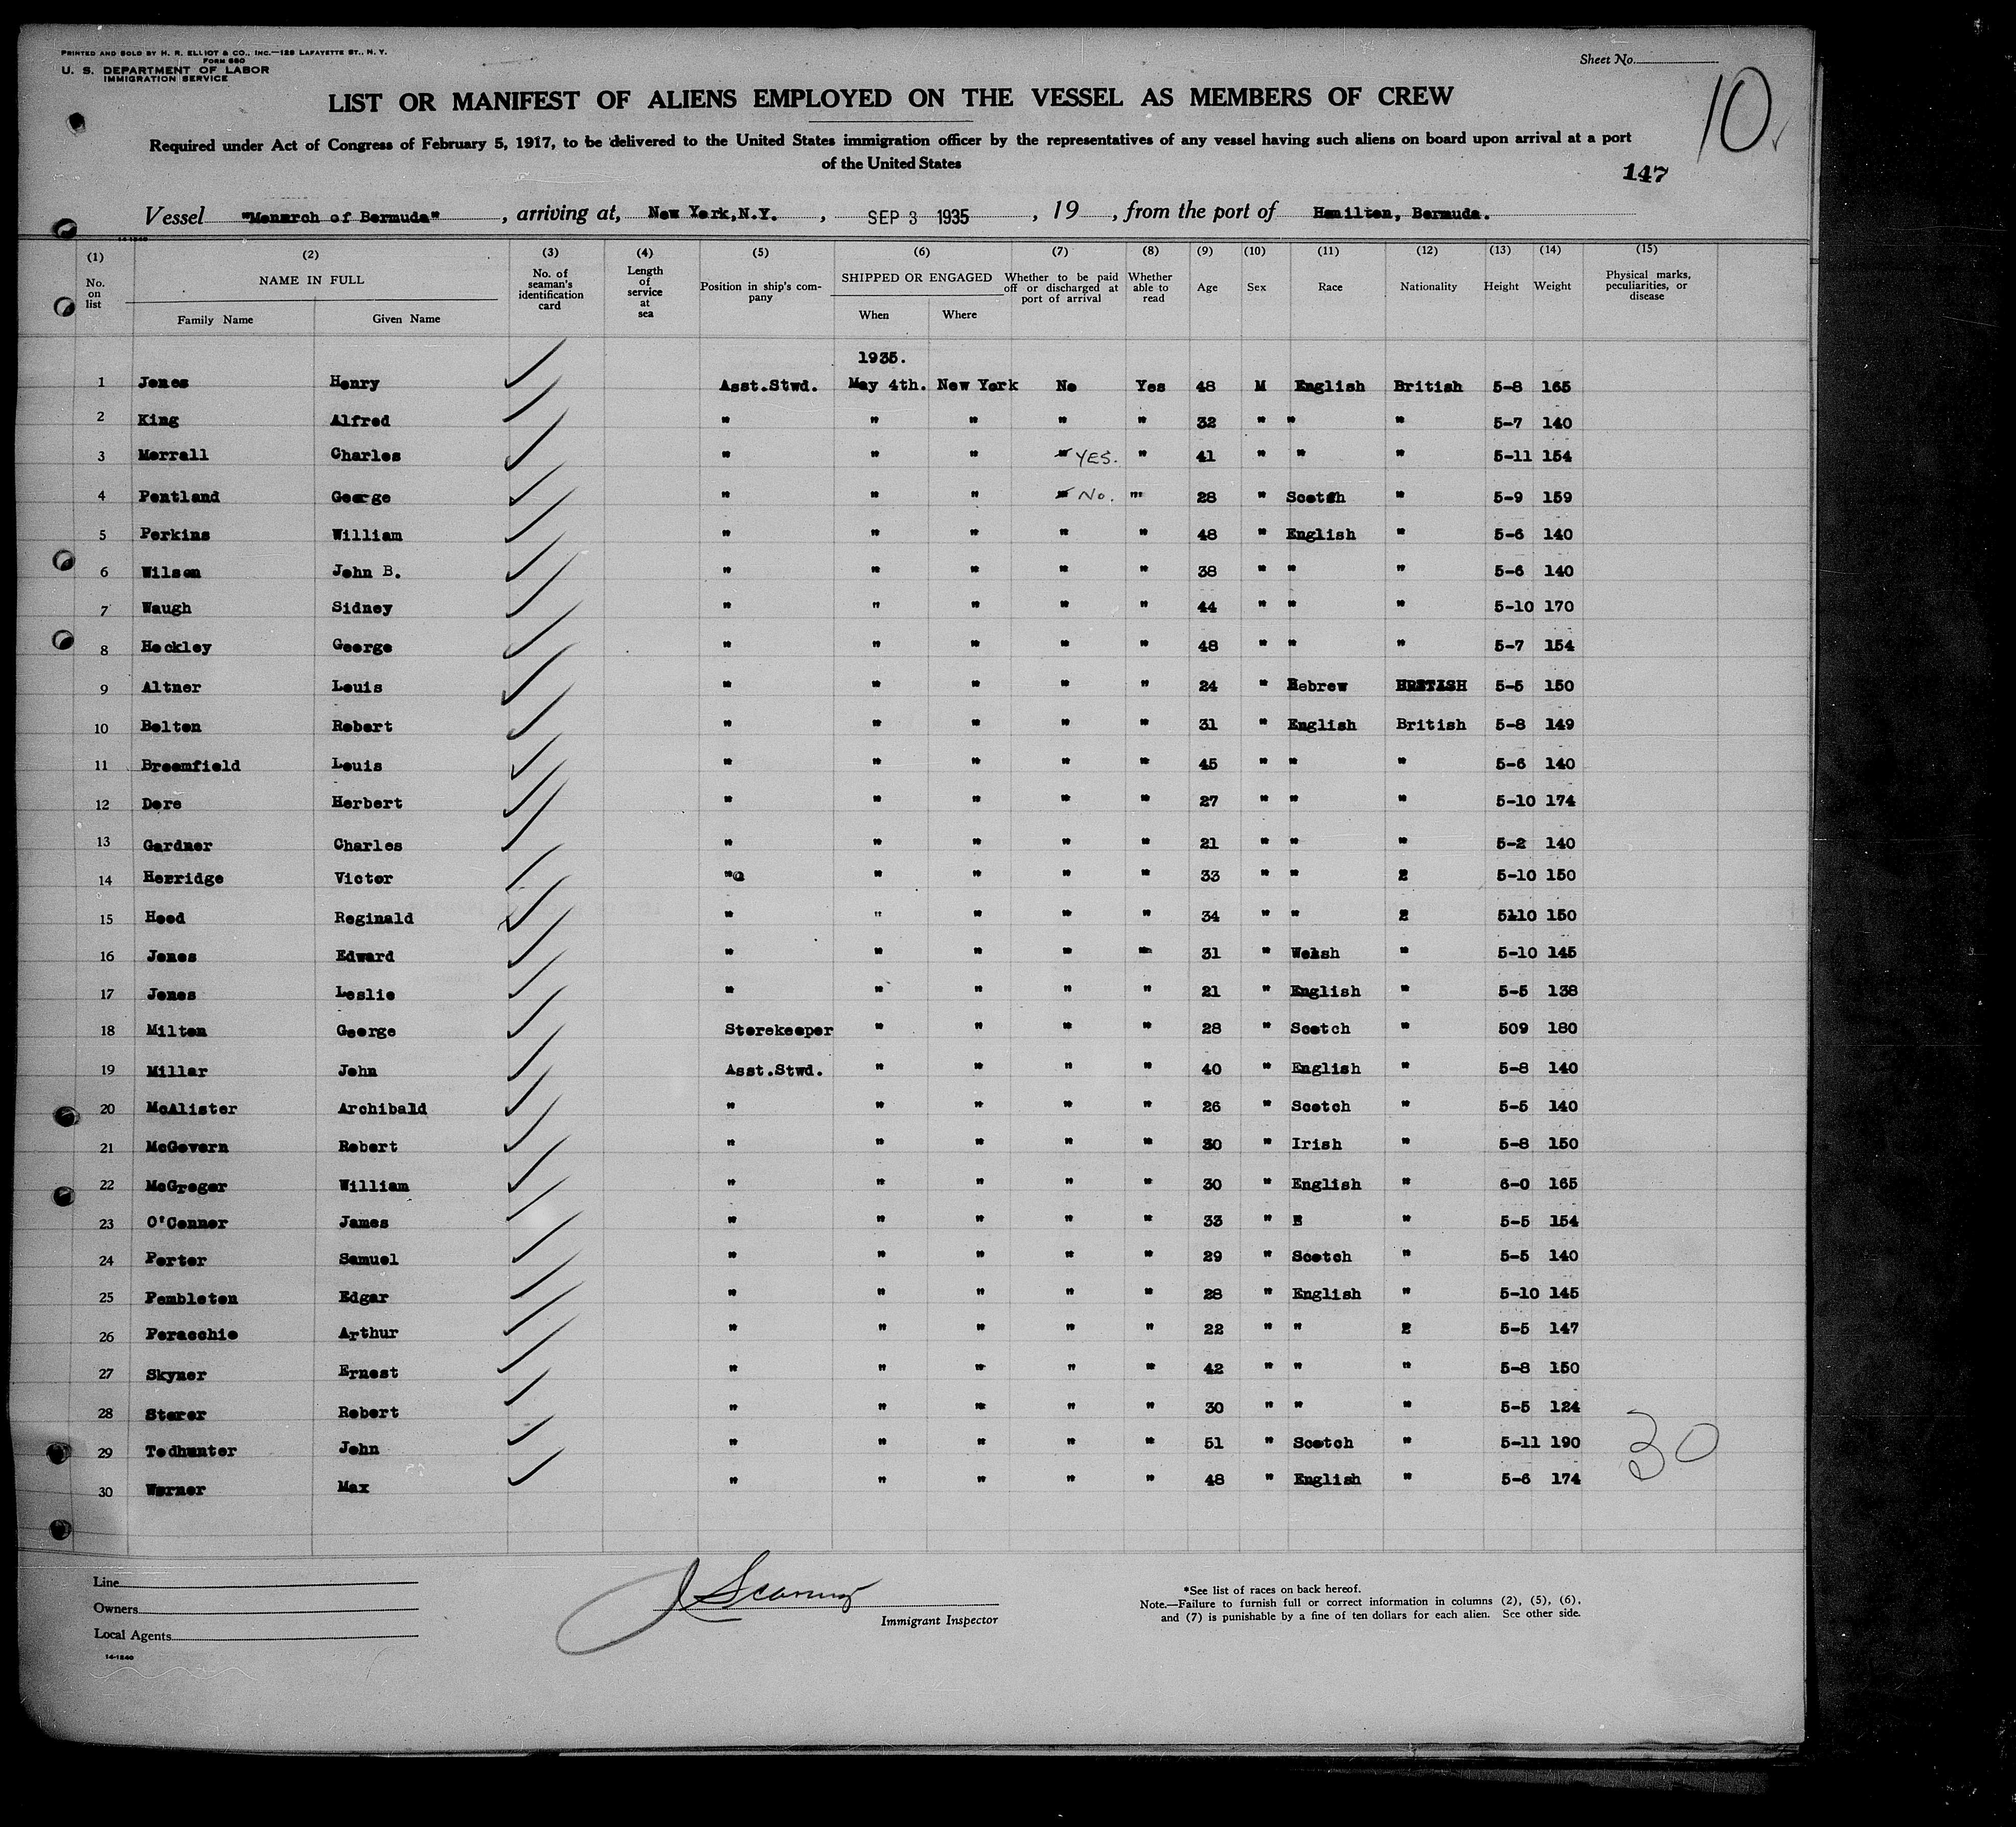 PRINTED AND SOLD BY H. R. ELLIOT & CO., INC.—129 LAFAYETTE ST., N. Y.
FORM 680
U. S. DEPARTMENT OF LABOR
IMMIGRATION SERVICE
Sheet No.
10
LIST OR MANIFEST OF ALIENS EMPLOYED ON THE VESSEL AS MEMBERS OF CREW
Required under Act of Congress of February 5, 1917, to be delivered to the United States immigration officer by the representatives of any vessel having such aliens on board upon arrival at a port
of the United States
147
Vessel "Monarch of Bermuda", arriving at, New York,N.Y., SEP 3 1935, 19, from the port of Hamilton, Bermuda.
14-1240
(1) (2) (3) (4) (5) (6) (7) (8) (9) (10) (11) (12) (13) (14) (15)
No. on list NAME IN FULL Family Name Given Name No. of seaman's identification card Length of service at sea Position in ship's company SHIPPED OR ENGAGED When Where Whether to be paid off or discharged at port of arrival Whether able to read Age Sex Race Nationality Height Weight Physical marks, peculiarities, or disease
1935.
1 Jones Henry Asst.Stwd. May 4th. New York No Yes 48 M English British 5-8 165
2 King Alfred " " " " " 32 " " " 5-7 140
3 Morrall Charles " " " " YES. " 41 " " " 5-11 154
4 Pentland George " " " " No. " 28 " Scotch " 5-9 159
5 Perkins William " " " " " 48 " English " 5-6 140
6 Wilson John B. " " " " " 38 " " " 5-6 140
7 Waugh Sidney " " " " " 44 " " " 5-10 170
8 Hockley George " " " " " 48 " " " 5-7 154
9 Altner Louis " " " " " 24 " Hebrew BRITISH 5-5 150
10 Bolton Robert " " " " " 31 " English British 5-8 149
11 Broomfield Louis " " " " " 45 " " " 5-6 140
12 Dore Herbert " " " " " 27 " " " 5-10 174
13 Gardner Charles " " " " " 21 " " " 5-2 140
14 Herridge Victor " " " " " 33 " " 2 5-10 150
15 Hood Reginald " " " " " 34 " " 2 5110 150
16 Jones Edward " " " " " 31 " Welsh " 5-10 145
17 Jones Leslie " " " " " 21 " English " 5-5 138
18 Milton George Storekeeper " " " " 28 " Scotch " 509 180
19 Millar John Asst.Stwd. " " " " 40 " English " 5-8 140
20 McAlister Archibald " " " " " 26 " Scotch " 5-5 140
21 McGovern Robert " " " " " 30 " Irish " 5-8 150
22 McGregor William " " " " " 30 " English " 6-0 165
23 O'Connor James " " " " " 33 " E " 5-5 154
24 Porter Samuel " " " " " 29 " Scotch " 5-5 140
25 Pembleton Edgar " " " " " 28 " English " 5-10 145
26 Peracchio Arthur " " " " " 22 " " 2 5-5 147
27 Skyner Ernest " " " " " 42 " " " 5-8 150
28 Storer Robert " " " " " 30 " " " 5-5 124
29 Todhunter John " " " " " 51 " Scotch " 5-11 190
30 Werner Max " " " " " 48 " English " 5-6 174
30
Line
Owners
Local Agents
14-1240
Immigrant Inspector
*See list of races on back hereof.
Note.—Failure to furnish full or correct information in columns (2), (5), (6),
and (7) is punishable by a fine of ten dollars for each alien. See other side.